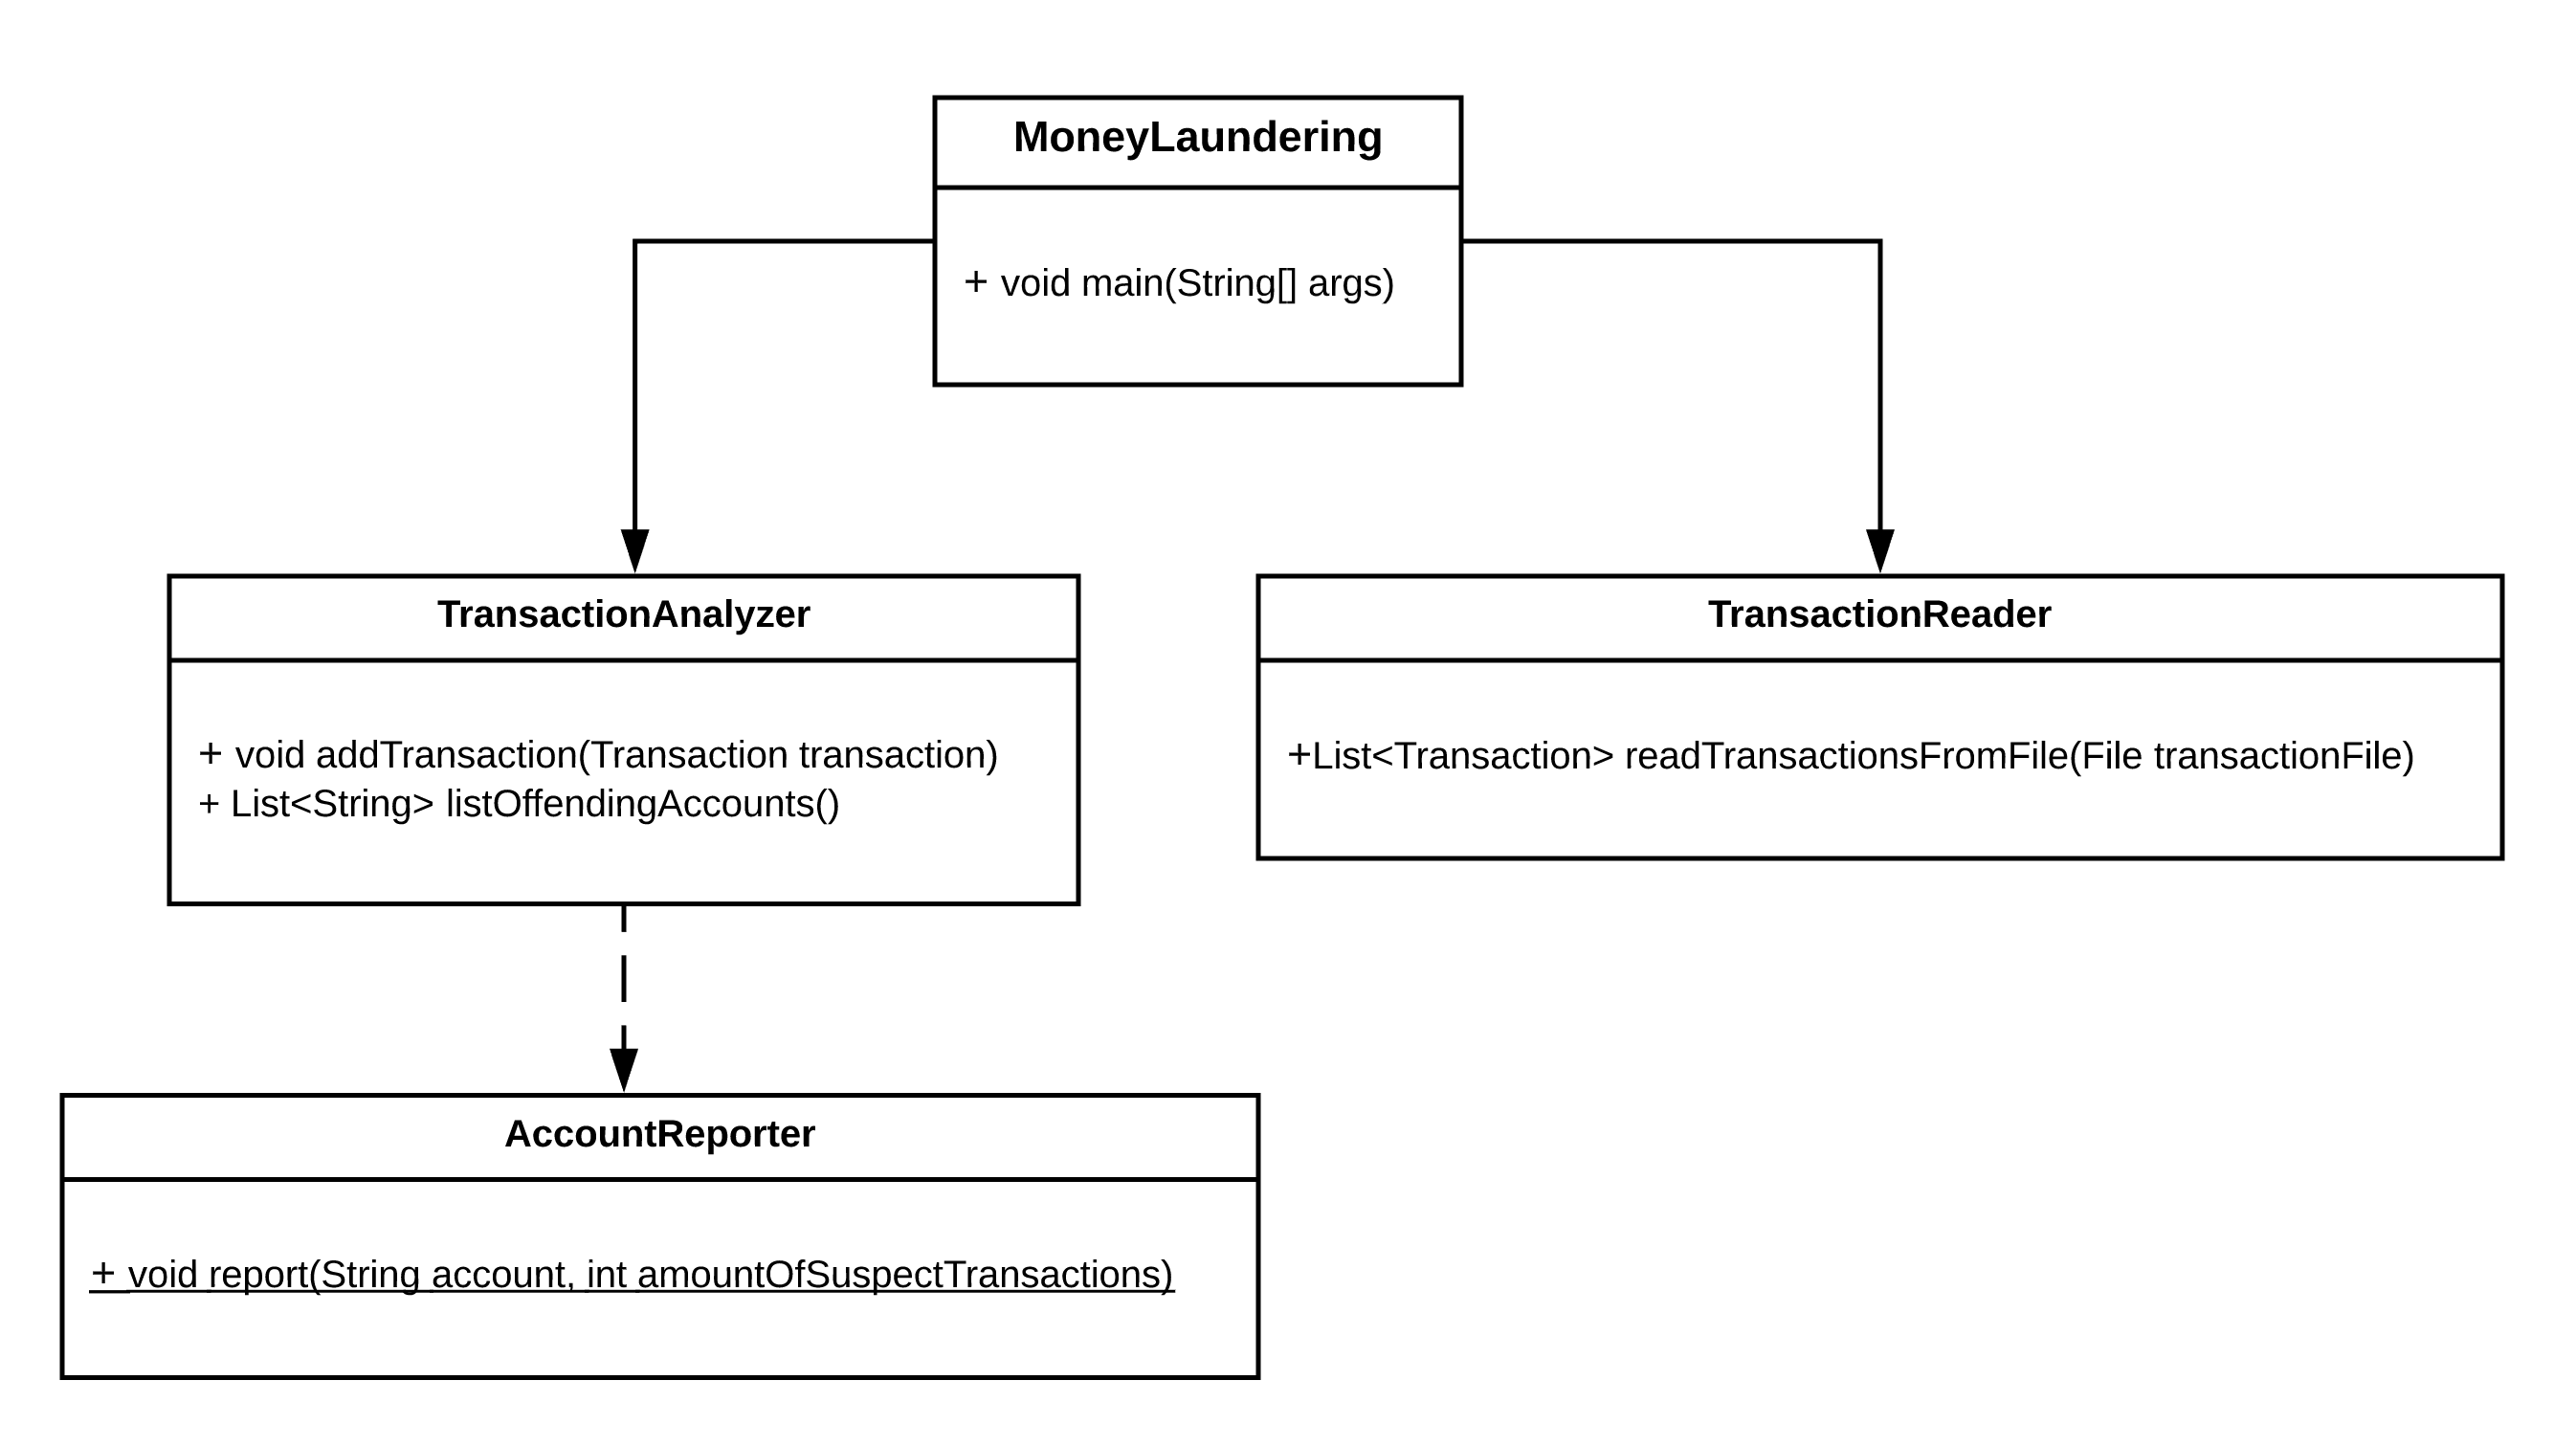 MoneyLaundering
+ void main(String[] args)
TransactionAnalyzer
+ void addTransaction(Transaction transaction)
+ List<String> listOffendingAccounts()
TransactionReader
+List<Transaction> readTransactionsFromFile(File transactionFile)
AccountReporter
+ void report(String account, int amountOfSuspectTransactions)